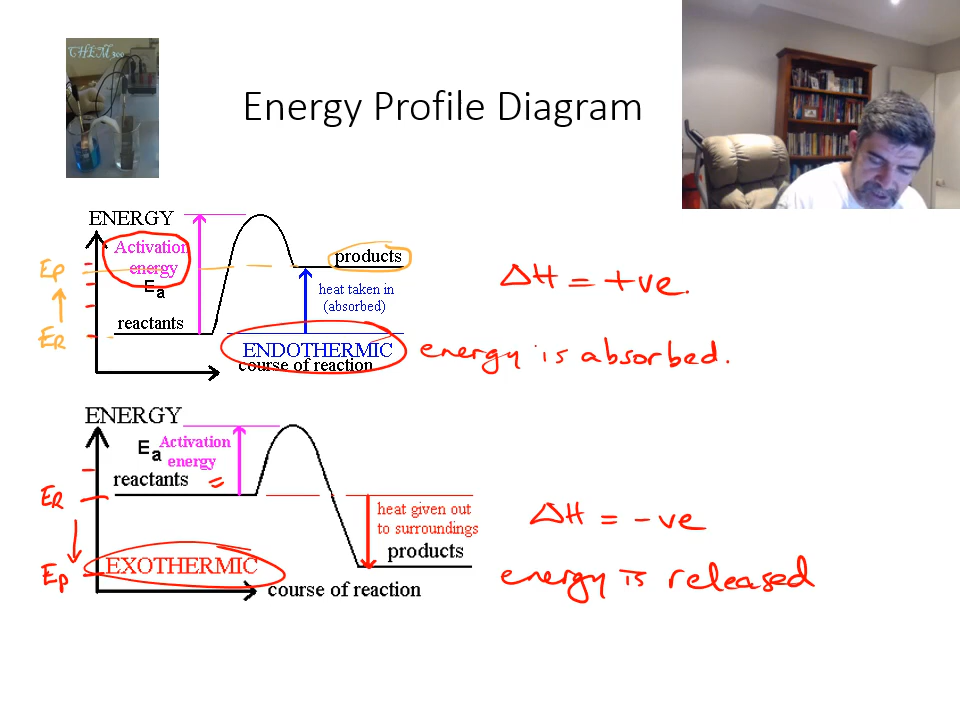 CHEM
Energy Profile Diagram
ENERGY
Activation
energy
Ea
reactants
products
heat taken in
(absorbed)
ENDOTHERMIC
course of reaction
EP
ER
ΔH = +ve.
energy is absorbed.
ENERGY
Ea Activation
energy
reactants
heat given out
to surroundings
products
EXOTHERMIC
course of reaction
ER
EP
ΔH = -ve
energy is released